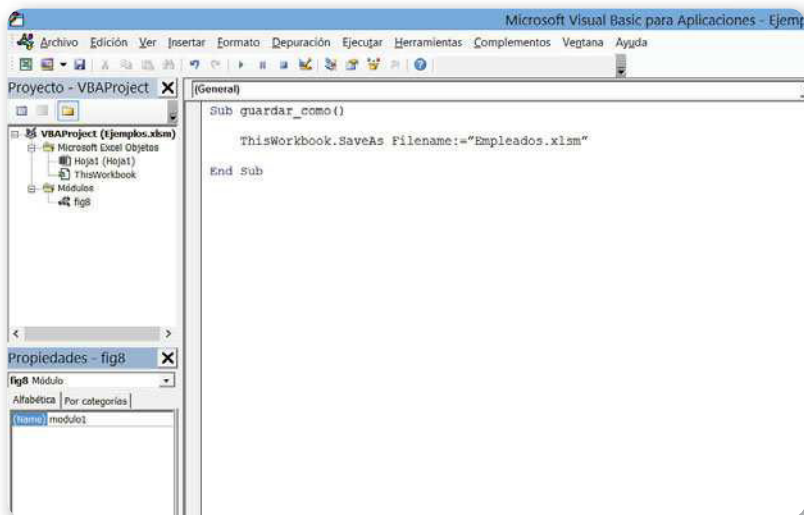 Microsoft Visual Basic para Aplicaciones - Ejemp
Archivo Edición Ver Insertar Formato Depuración Ejecutar Herramientas Complementos Ventana Ayuda
Proyecto - VBAProject
VBAProject (Ejemplos.xlsm)
Microsoft Excel Objetos
Hoja1 (Hoja1)
ThisWorkbook
Módulos
fig8
Propiedades - fig8
fig8 Módulo
Alfabética Por categorías
(Name) modulo1
(General)
Sub guardar_como()
ThisWorkbook.SaveAs Filename:=”Empleados.xlsm”
End Sub